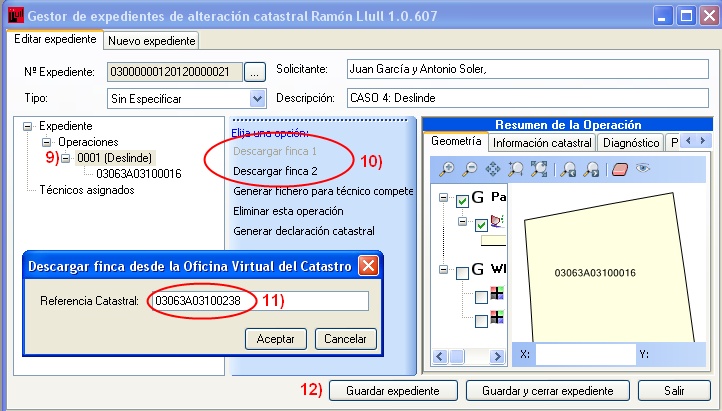 Llull Gestor de expedientes de alteración catastral Ramón Llull 1.0.607
Editar expediente Nuevo expediente
Nº Expediente: 03000000120120000021 ... Solicitante: Juan García y Antonio Soler,
Tipo: Sin Especificar Descripción: CASO 4: Deslinde
Expediente
Operaciones
9) 0001 (Deslinde)
03063A03100016
Técnicos asignados
Elija una opción:
Descargar finca 1
10)
Descargar finca 2
Generar fichero para técnico compete
Eliminar esta operación
Generar declaración catastral
Resumen de la Operación
Geometría Información catastral Diagnóstico P
G Pa
G
03063A03100016
X: Y:
Descargar finca desde la Oficina Virtual del Catastro
Referencia Catastral: 03063A03100238 11)
Aceptar Cancelar
12) Guardar expediente Guardar y cerrar expediente Salir